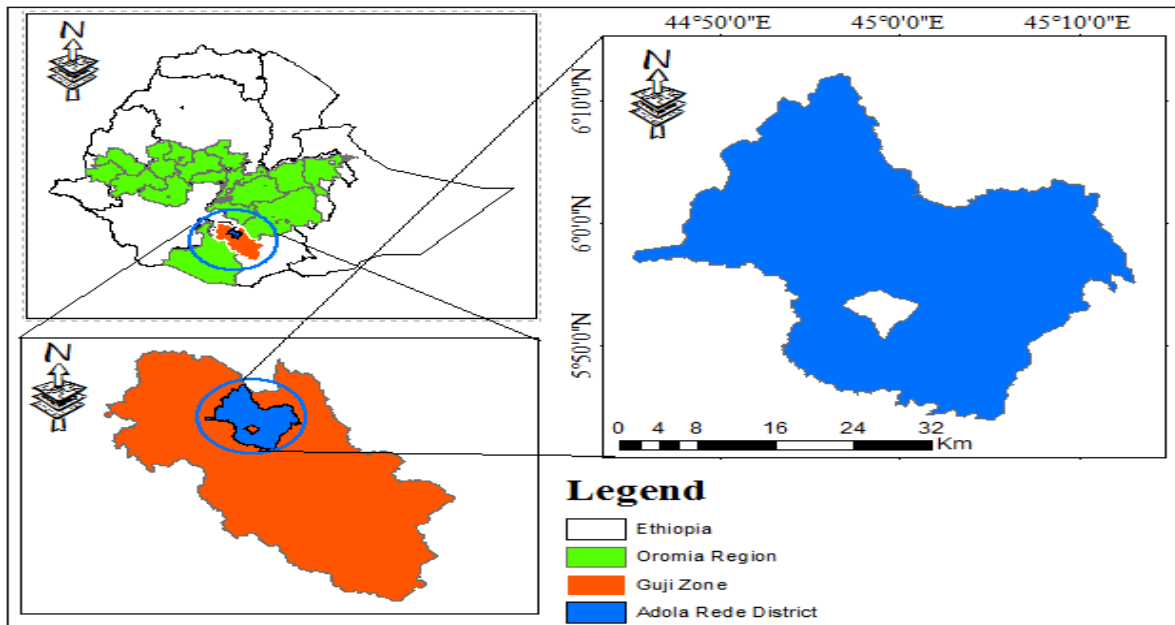 N
44°50'0"E 45°0'0"E 45°10'0"E
N
6°10'0"N
6°0'0"N
5°50'0"N
0 2 4 8 16 24 32
Km
N
Legend
Ethiopia
Oromia Region
Guji Zone
Adola Rede District